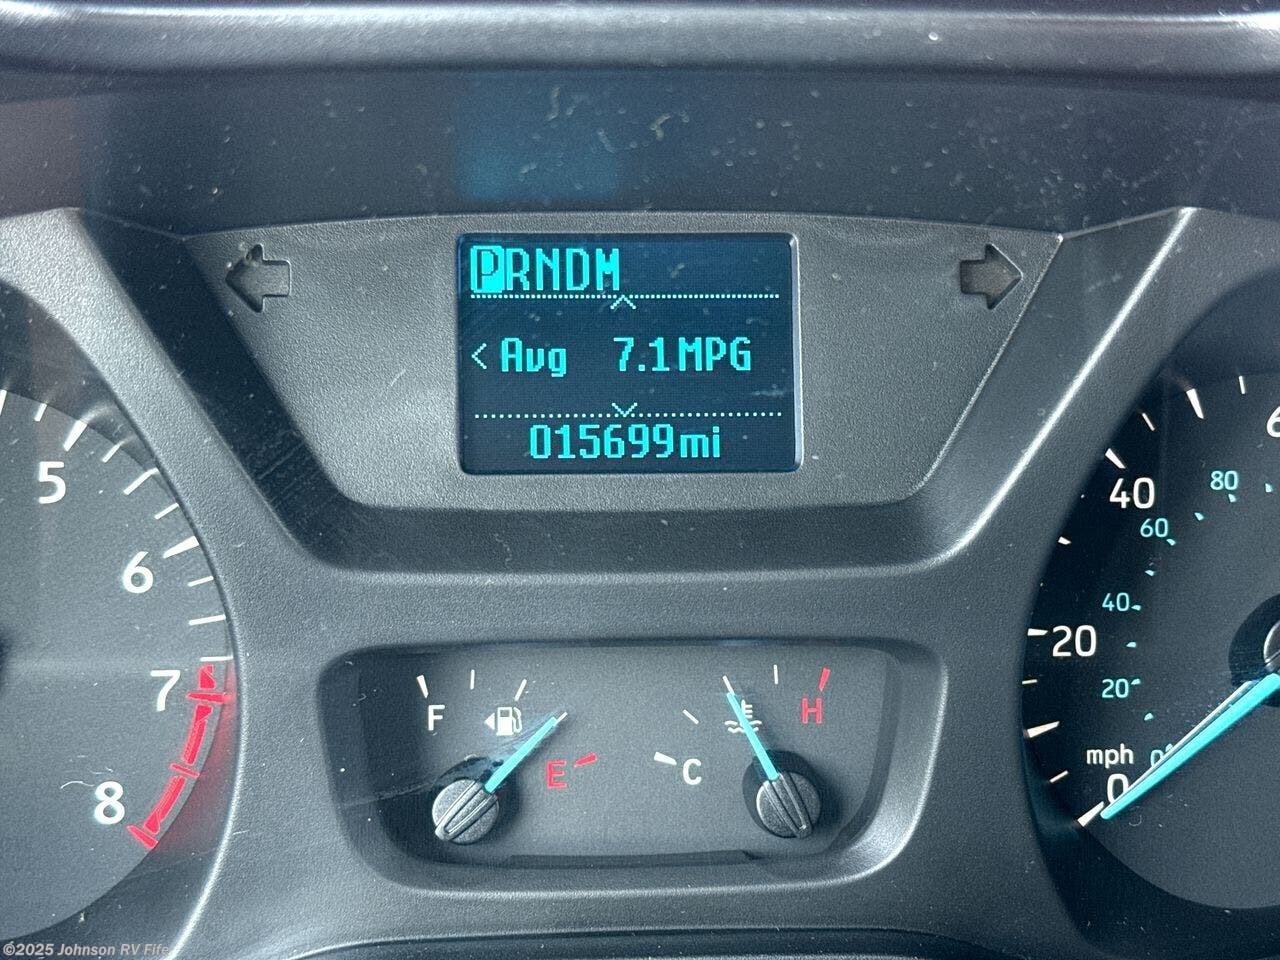 PRNDM
< Avg 7.1MPG
015699mi
5
6
7
8
F
E
C
H
40
20
mph
0
80
60
40
20
0
©2025 Johnson RV Fife